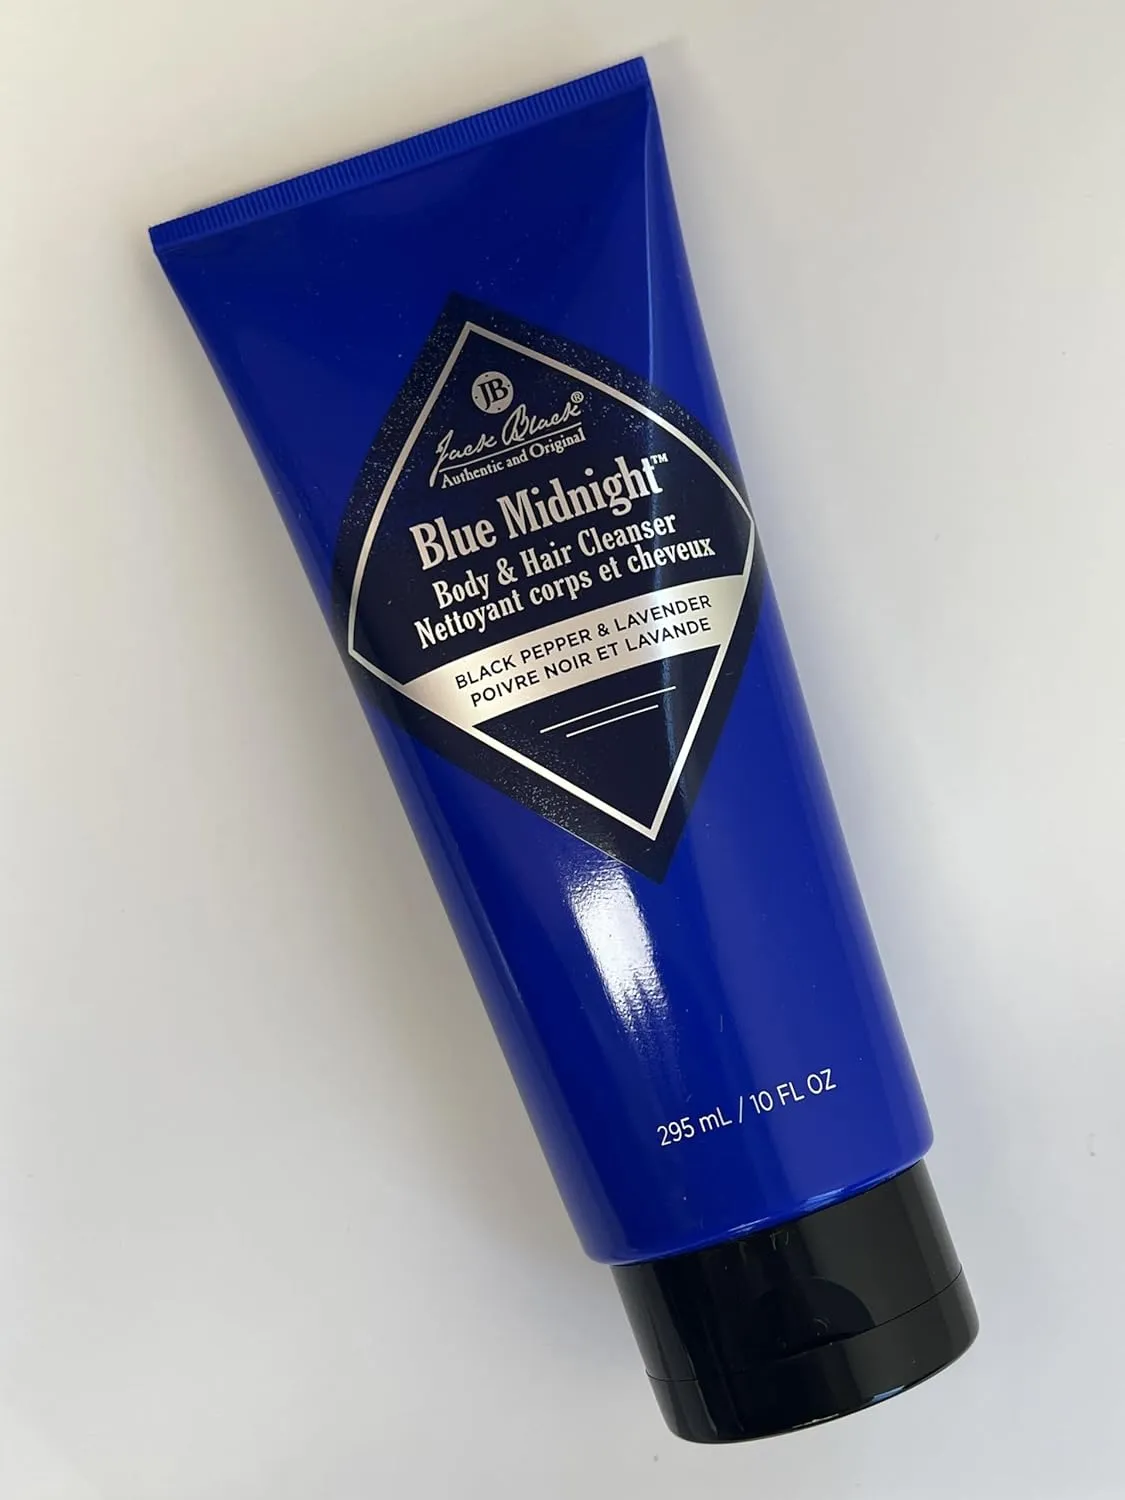 JB
Jack Black®
Authentic and Original
Blue Midnight™
Body & Hair Cleanser
Nettoyant corps et cheveux
BLACK PEPPER & LAVENDER
POIVRE NOIR ET LAVANDE
295 mL / 10 FL OZ